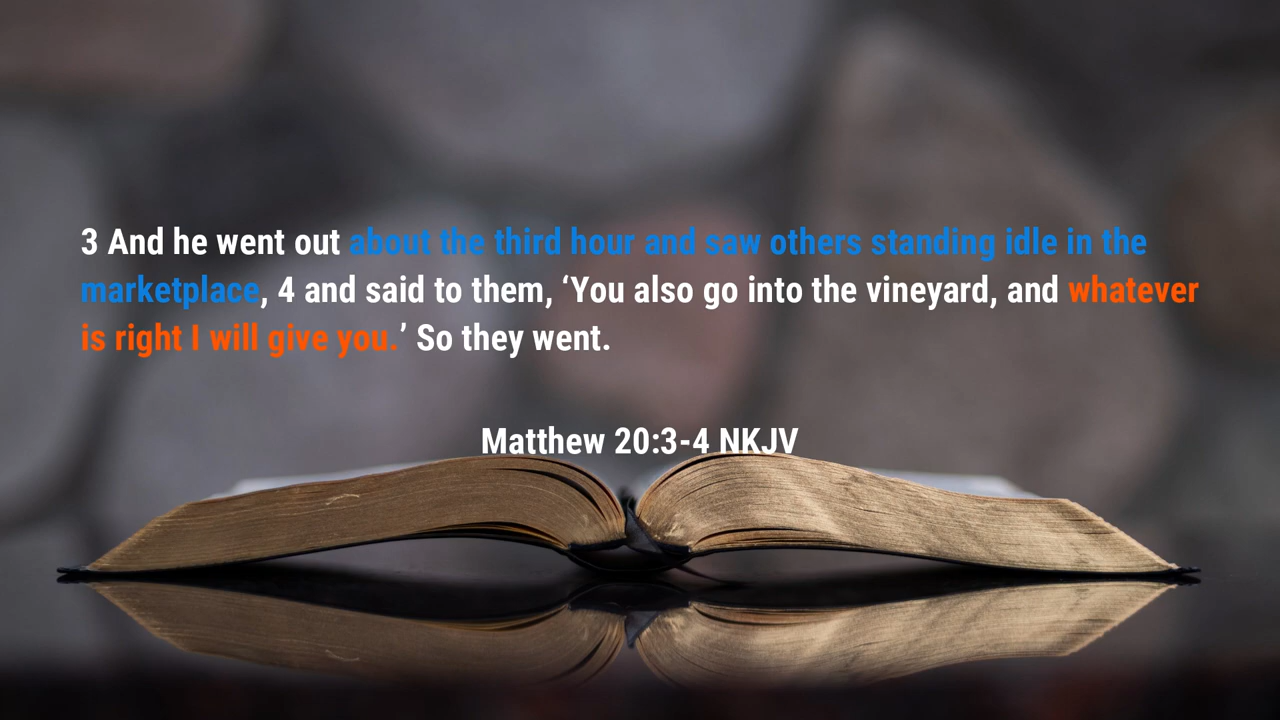 3 And he went out about the third hour and saw others standing idle in the
marketplace, 4 and said to them, ‘You also go into the vineyard, and whatever
is right I will give you.’ So they went.
Matthew 20:3-4 NKJV